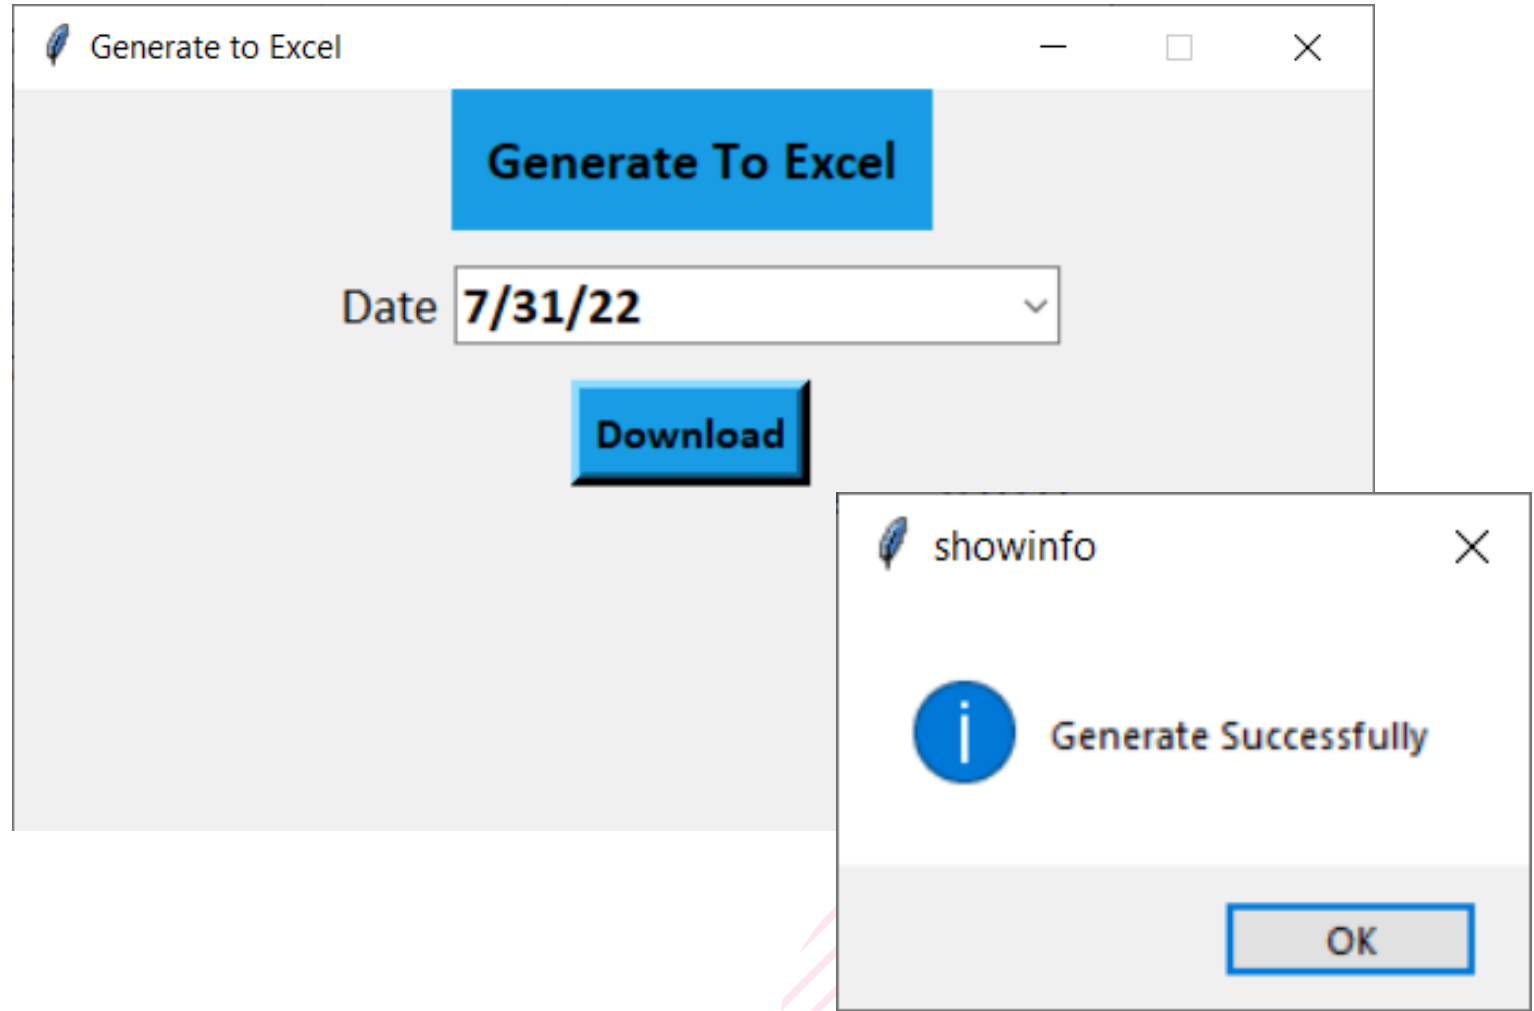 Generate to Excel
Generate To Excel
Date 7/31/22
Download
showinfo
Generate Successfully
OK